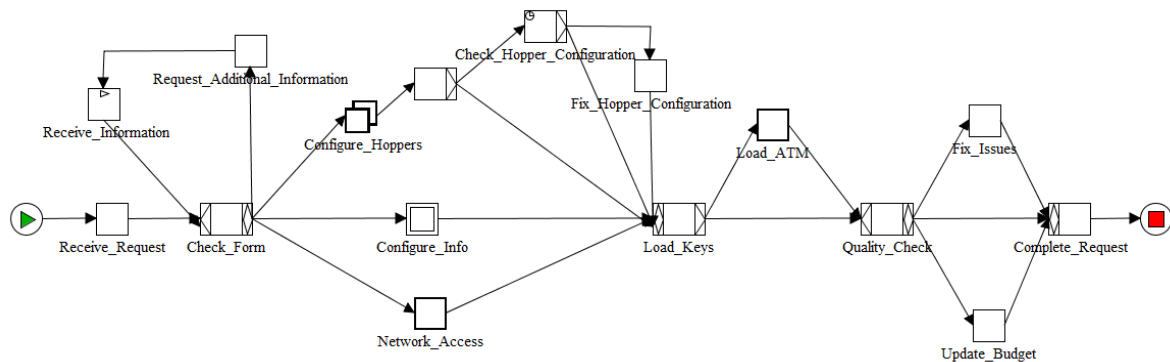 Check_Hopper_Configuration
Request_Additional_Information
Fix_Hopper_Configuration
Receive_Information
Configure_Hoppers
Load_ATM
Fix_Issues
Receive_Request
Check_Form
Configure_Info
Load_Keys
Quality_Check
Complete_Request
Network_Access
Update_Budget